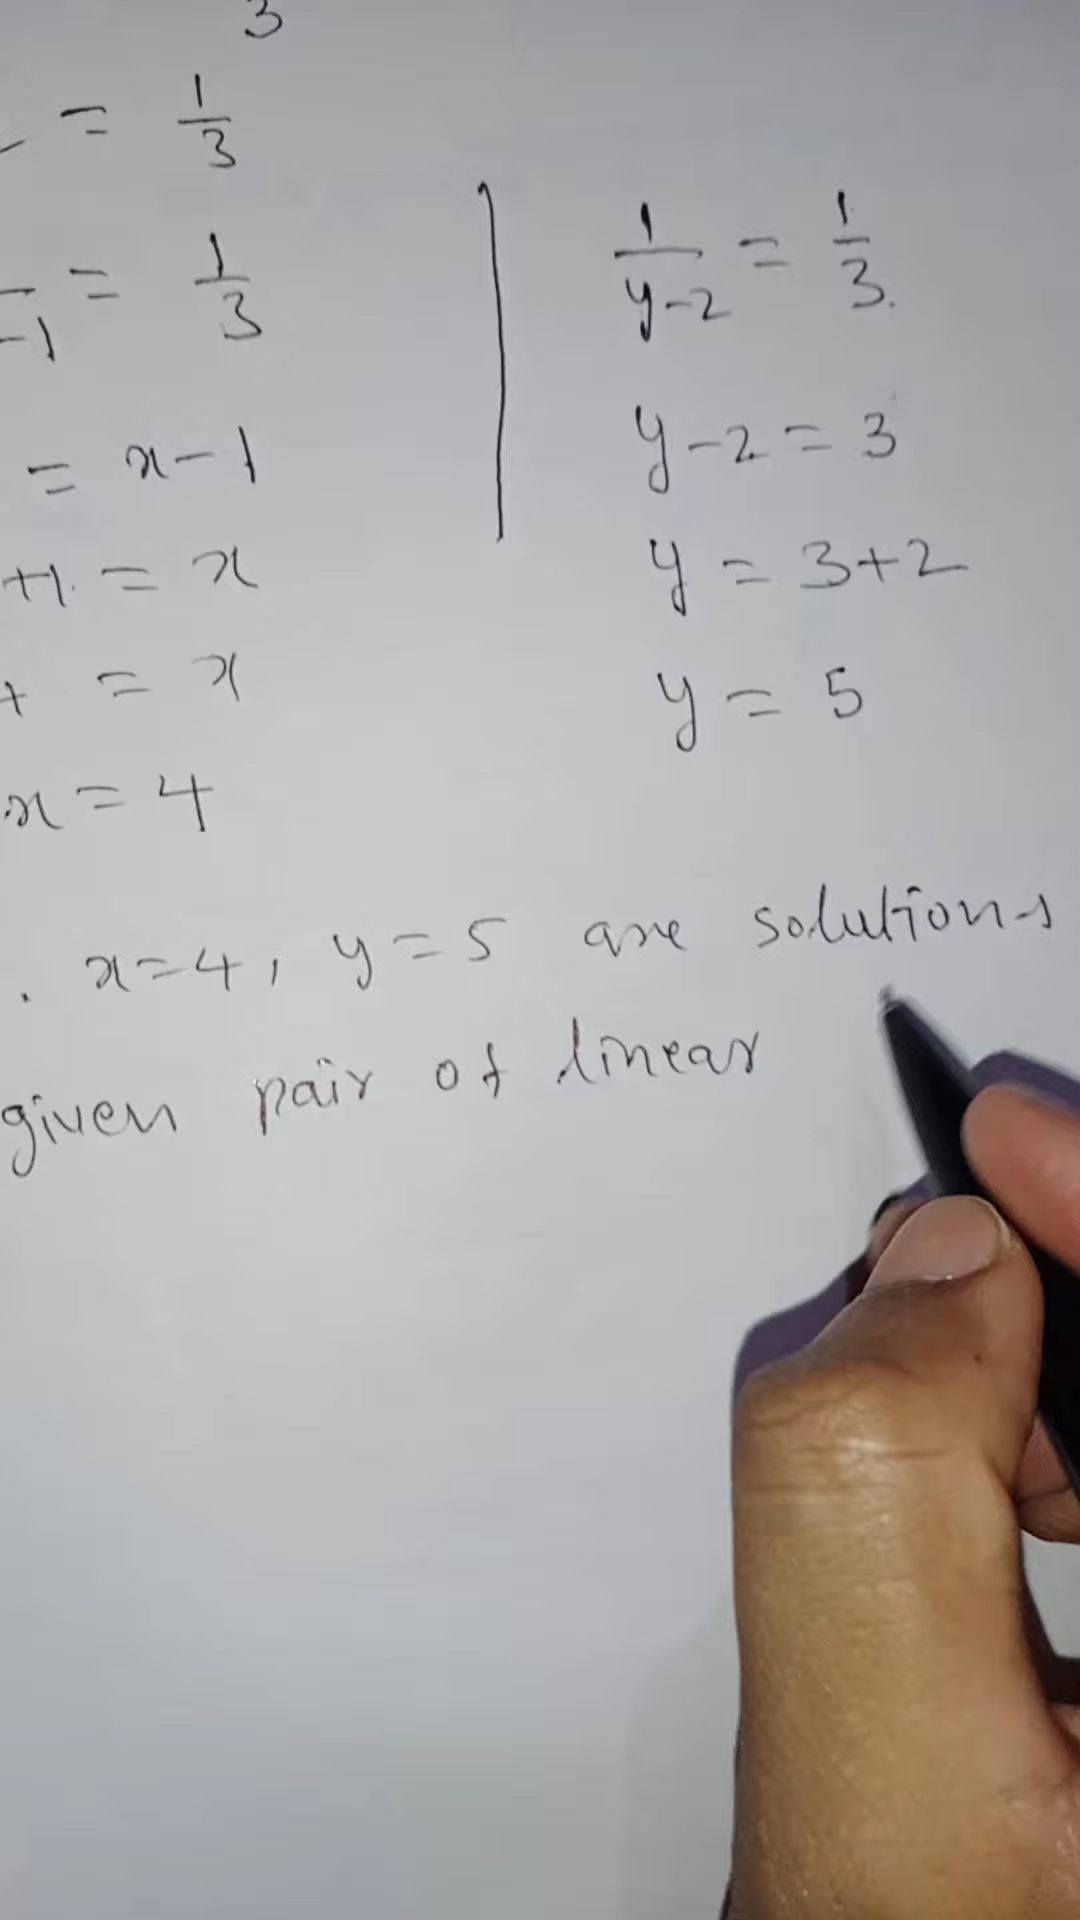 3
= 1/3
-1 = 1/3
= x-1
+1 = x
= x
x = 4
1/(y-2) = 1/3.
y-2 = 3
y = 3+2
y = 5
. x=4, y=5 are solutions
given pair of linear